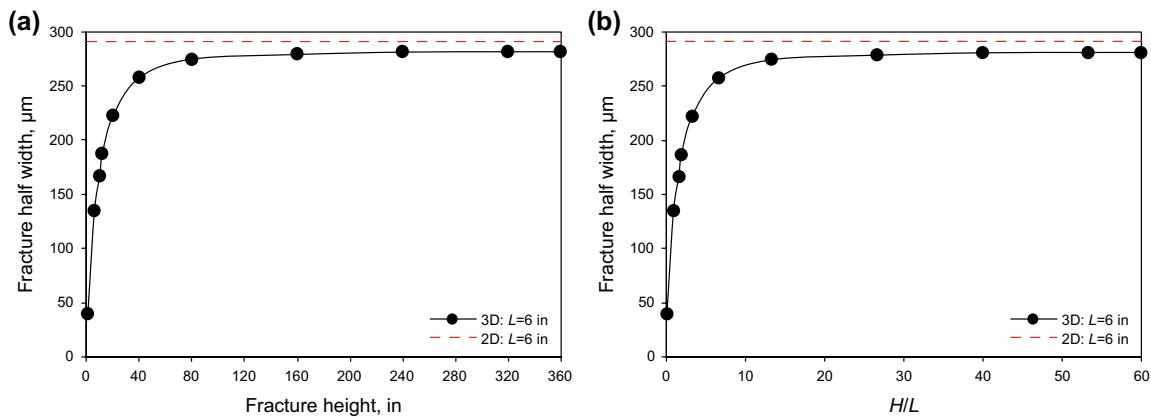 (a)
300
250
200
150
100
50
0
Fracture half width, μm
0 40 80 120 160 200 240 280 320 360
Fracture height, in
3D: L=6 in
2D: L=6 in
(b)
300
250
200
150
100
50
0
Fracture half width, μm
0 10 20 30 40 50 60
H/L
3D: L=6 in
2D: L=6 in